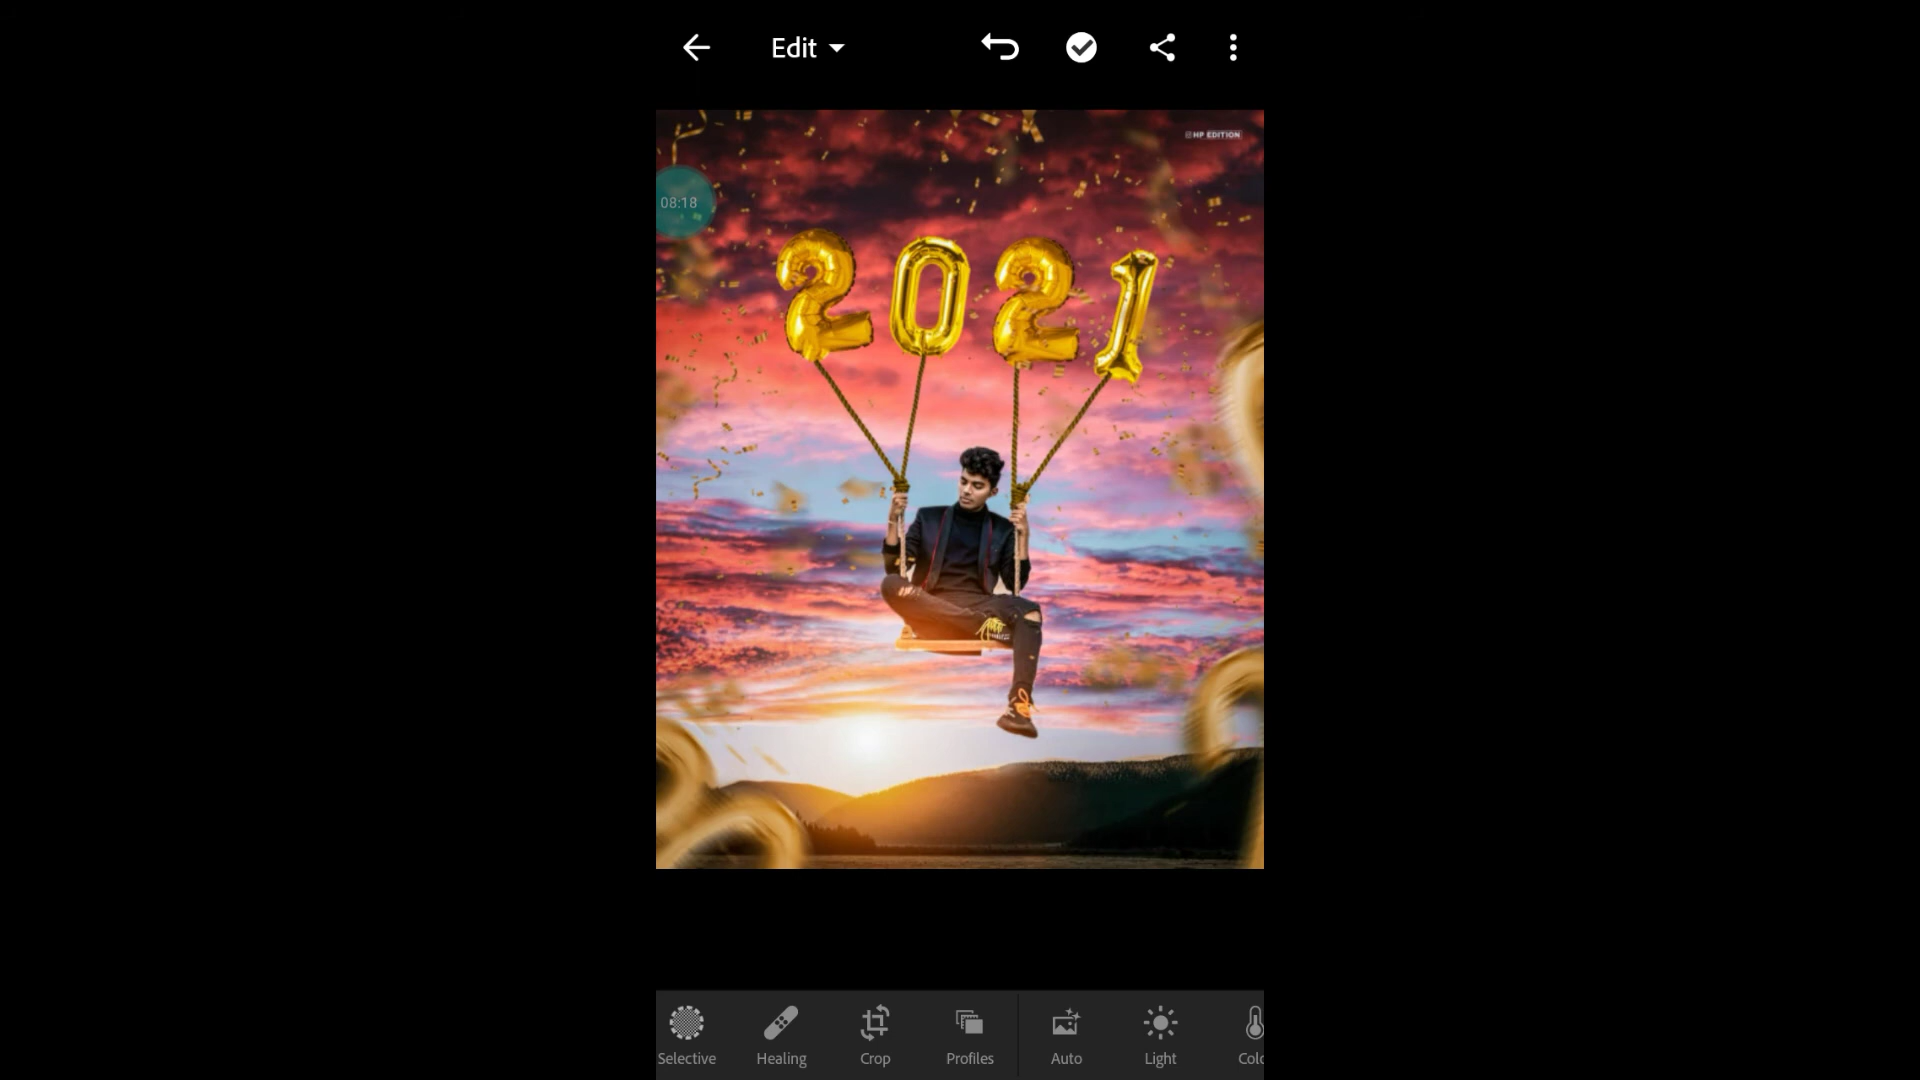 Edit
HP EDITION
08:18
2021
Selective
Healing
Crop
Profiles
Auto
Light